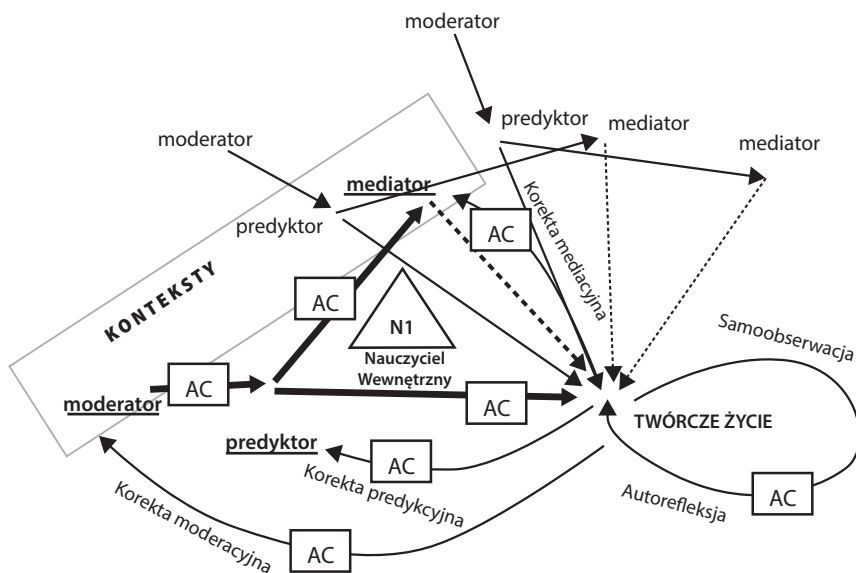 moderator
predyktor
mediator
mediator
moderator
mediator
predyktor
Korekta mediacyjna
AC
KONTEKSTY
AC
N1
Nauczyciel
Wewnętrzny
Samoobserwacja
AC
moderator
AC
TWÓRCZE ŻYCIE
predyktor
AC
Korekta predykcyjna
Autorefleksja
AC
Korekta moderacyjna
AC